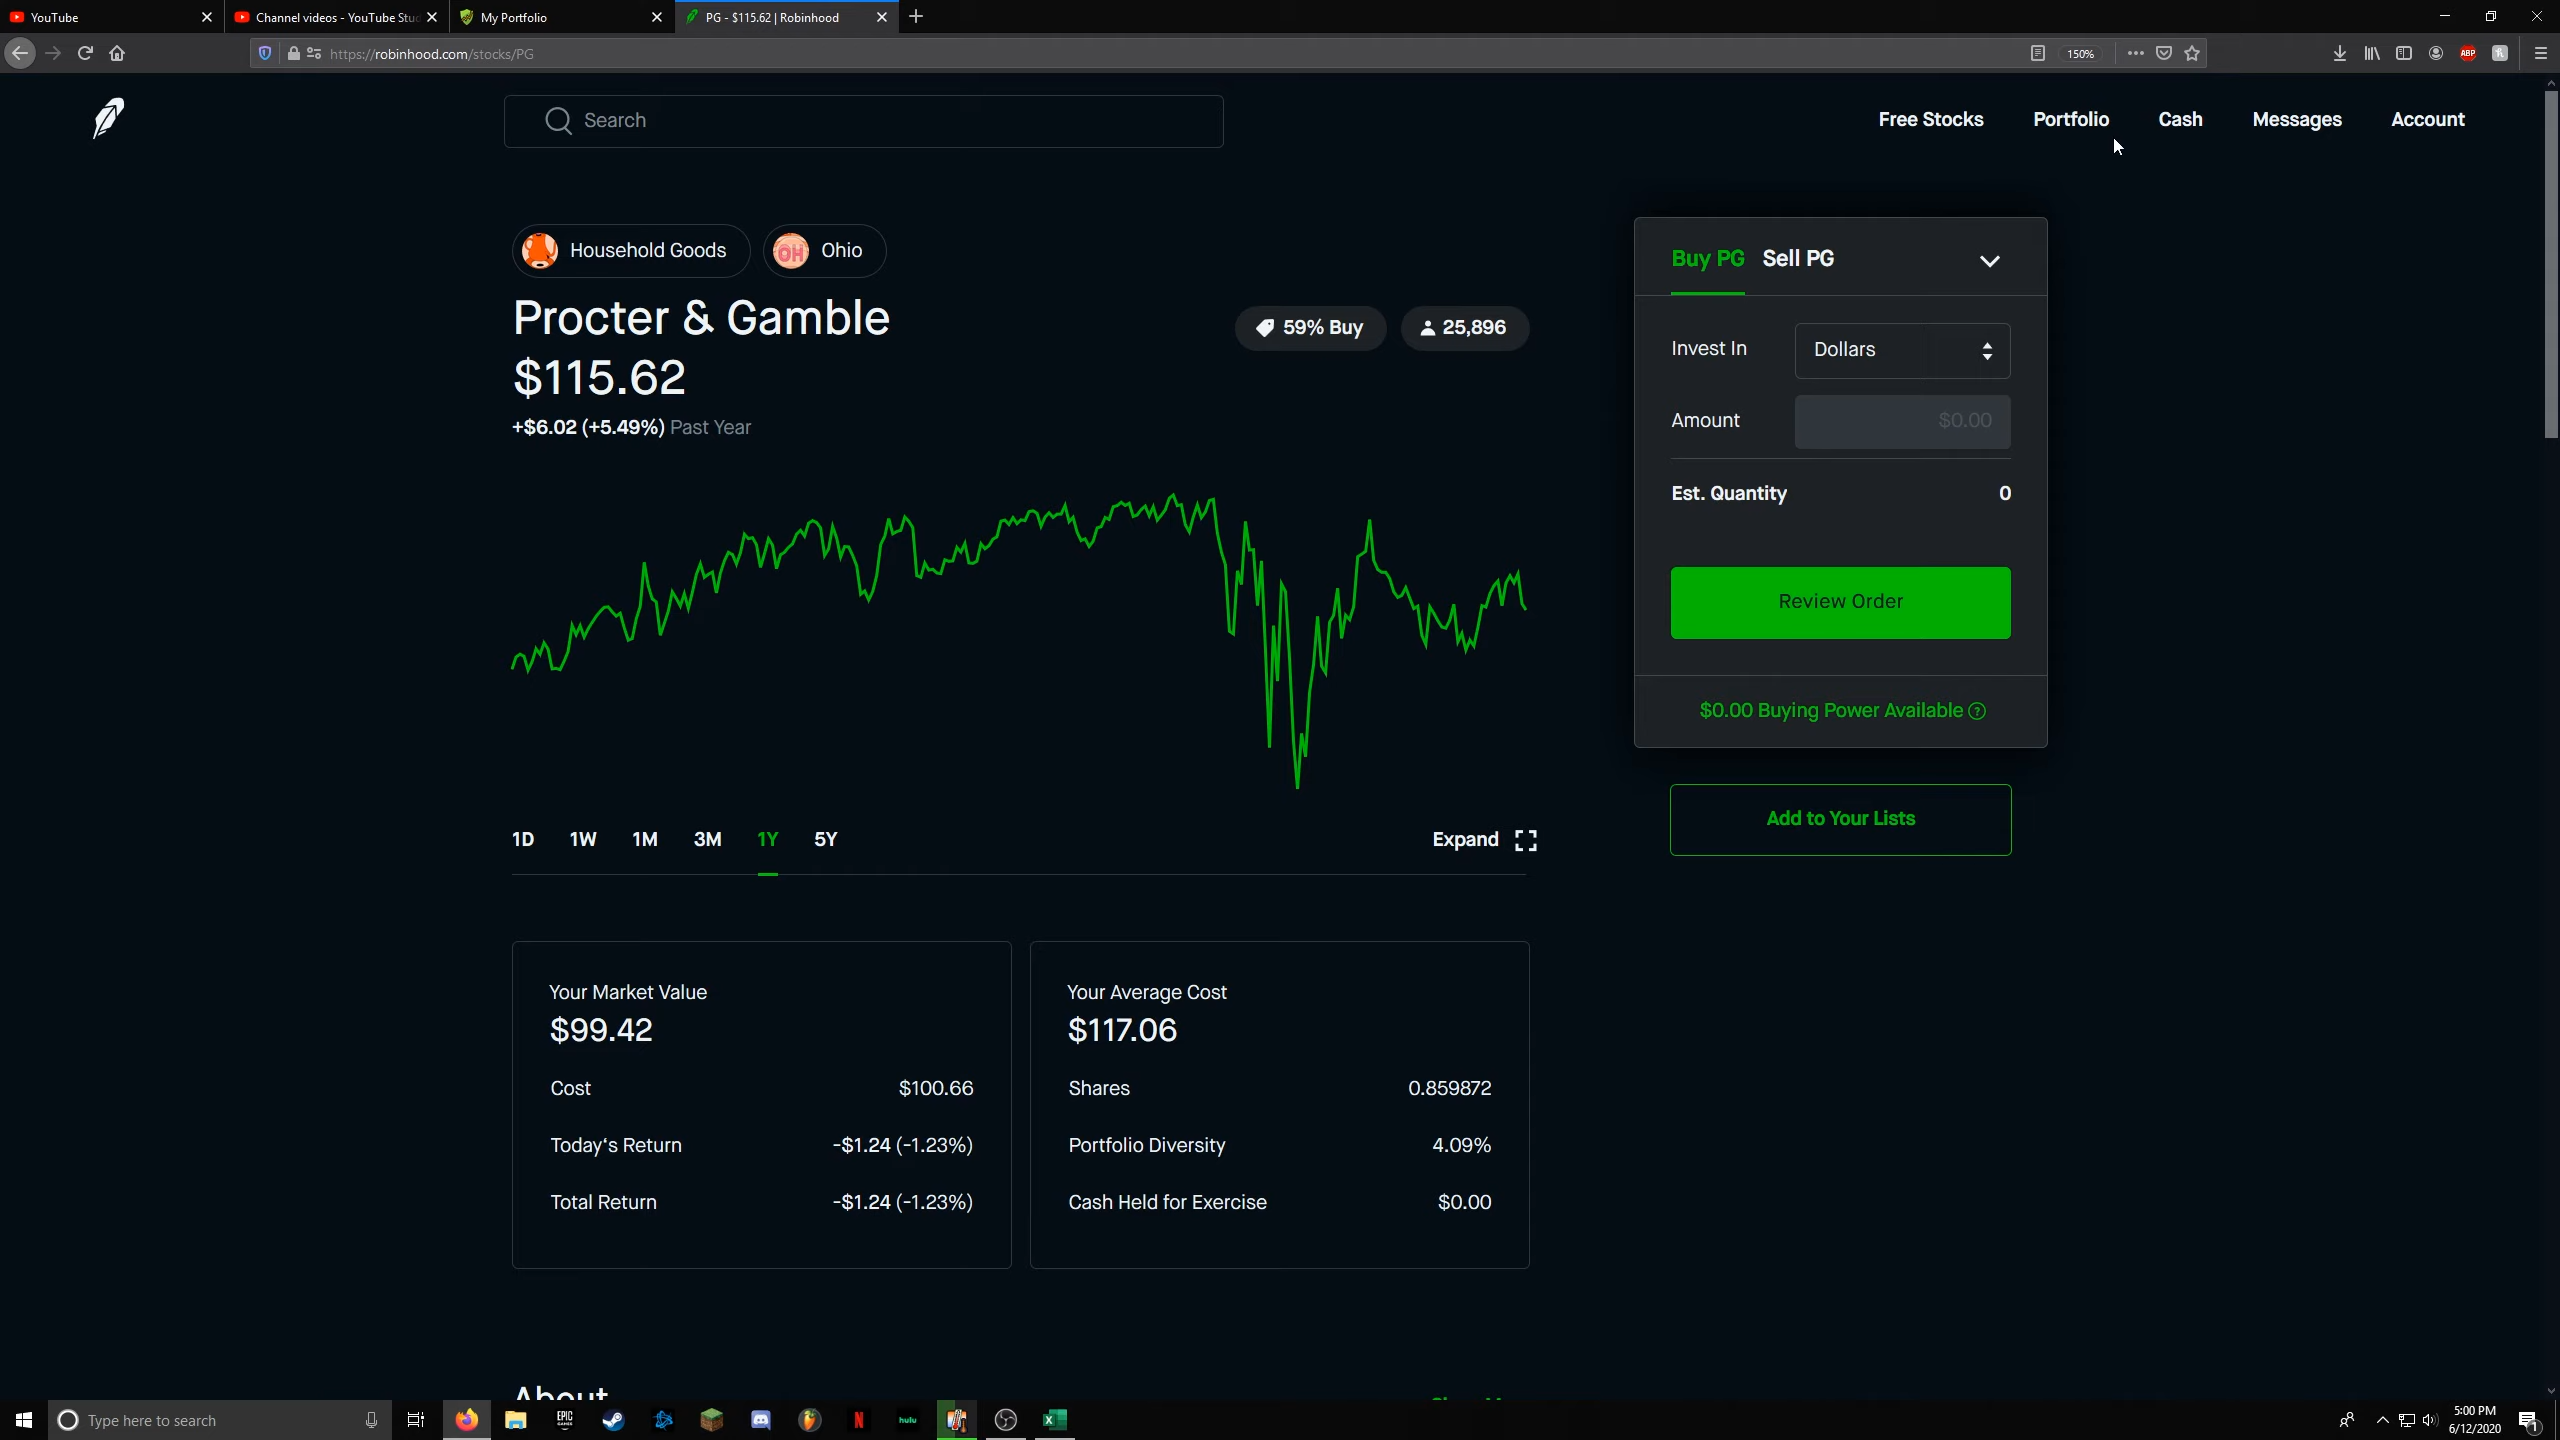 YouTube
Channel videos - YouTube Stu
My Portfolio
PG - $115.62 | Robinhood
https://robinhood.com/stocks/PG
150%
ABP
Search
Free Stocks
Portfolio
Cash
Messages
Account
Household Goods
OH
Ohio
Procter & Gamble
$115.62
+$6.02 (+5.49%) Past Year
59% Buy
25,896
Buy PG
Sell PG
Invest In
Dollars
Amount
$0.00
Est. Quantity
0
Review Order
$0.00 Buying Power Available
Add to Your Lists
1D
1W
1M
3M
1Y
5Y
Expand
Your Market Value
$99.42
Cost
$100.66
Today's Return
-$1.24 (-1.23%)
Total Return
-$1.24 (-1.23%)
Your Average Cost
$117.06
Shares
0.859872
Portfolio Diversity
4.09%
Cash Held for Exercise
$0.00
About
Type here to search
EPIC
GAMES
N
hulu
X
5:00 PM
6/12/2020
1